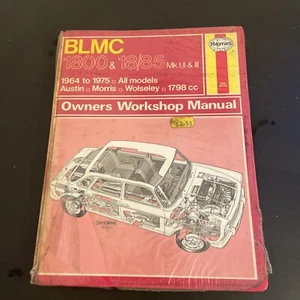 BLMC
Haynes
1800 & 18/85 Mk I,II & III
1964 to 1975 □ All models
Austin □ Morris □ Wolseley □ 1798 cc
Owners Workshop Manual